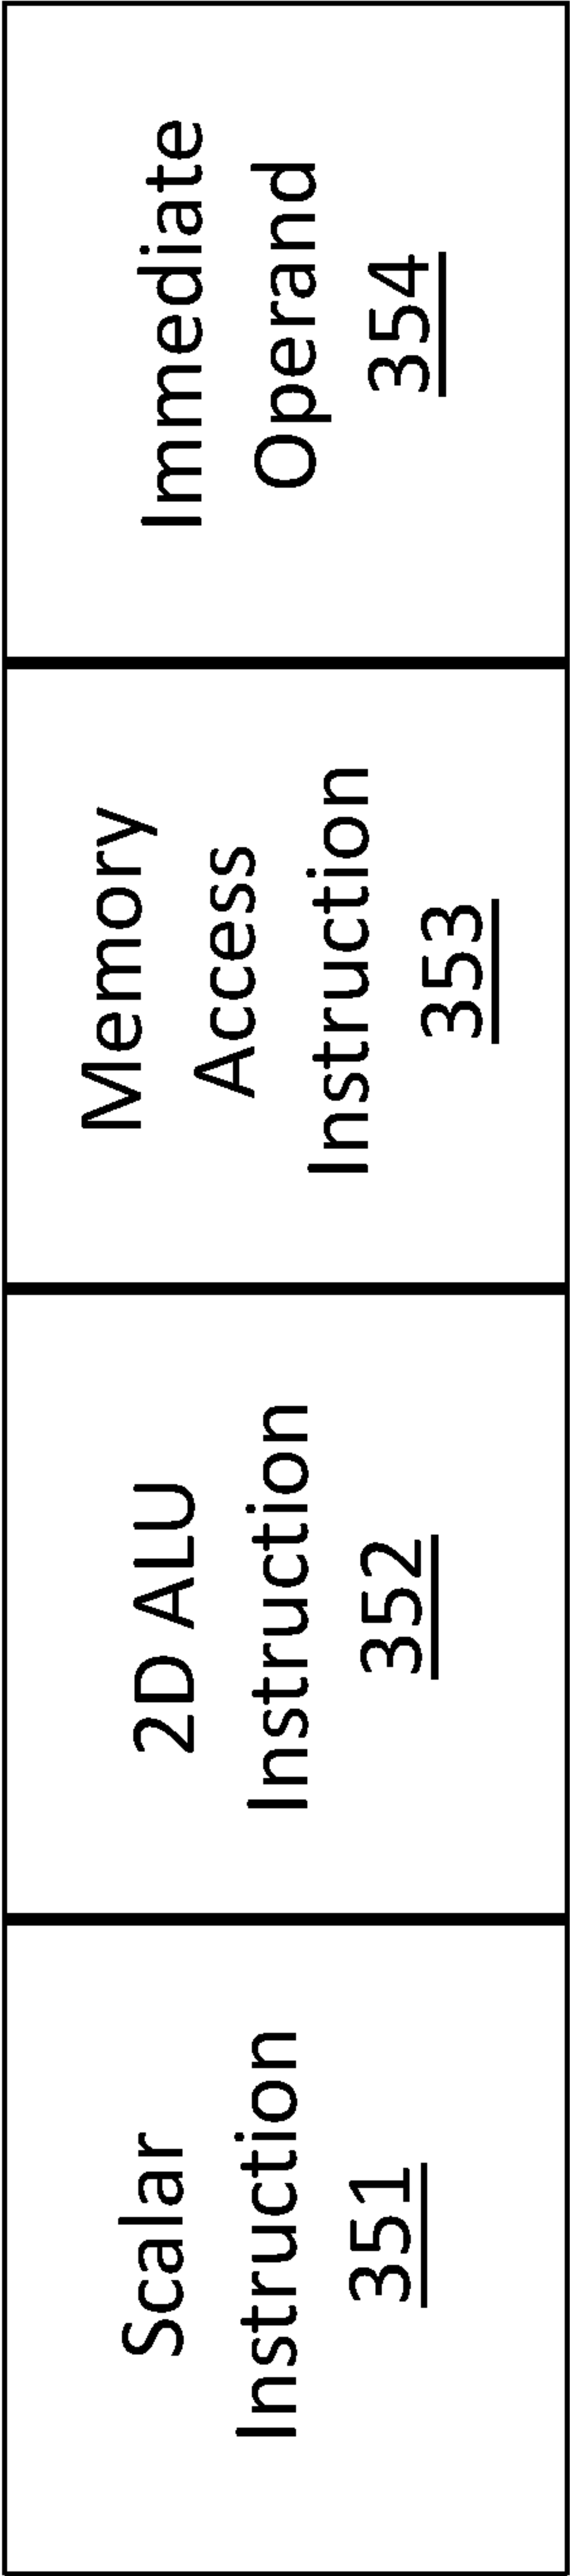 Scalar
Instruction
351
2D ALU
Instruction
352
Memory
Access
Instruction
353
Immediate
Operand
354